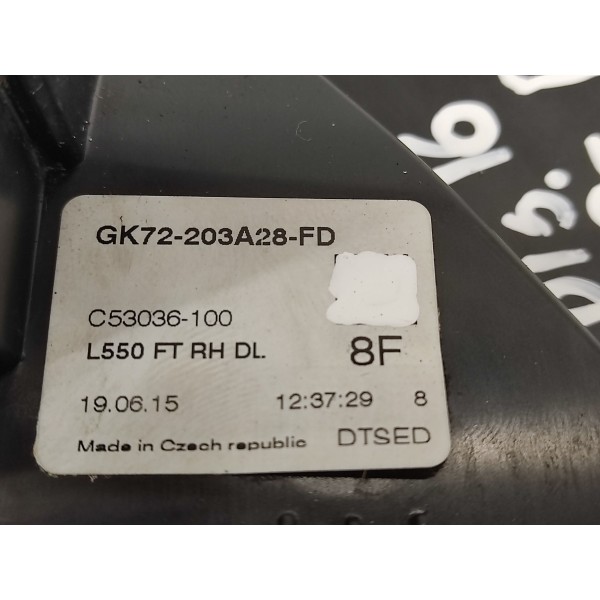 GK72-203A28-FD
C53036-100
L550 FT RH DL. 8F
19.06.15 12:37:29 8
Made in Czech republic DTSED